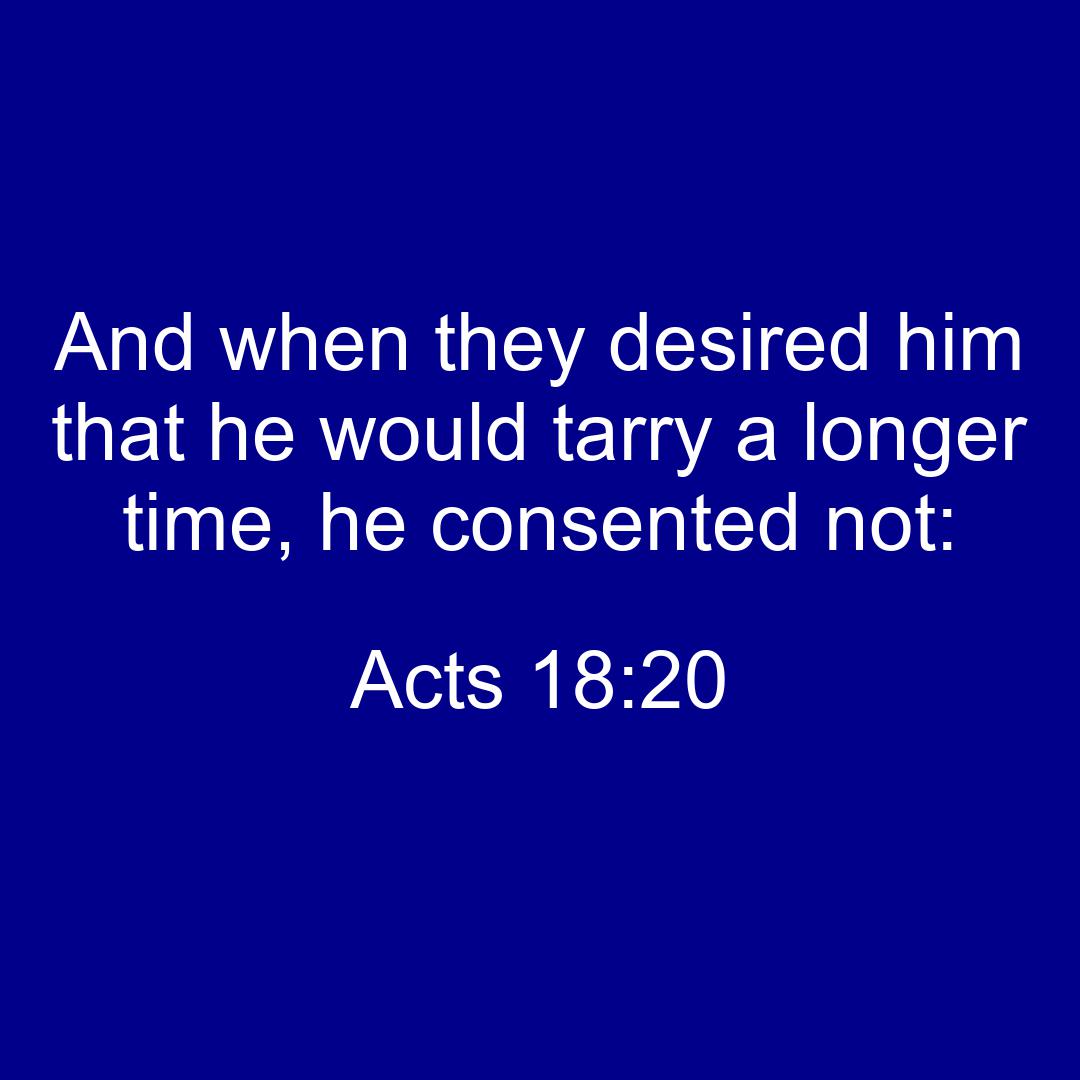 And when they desired him
that he would tarry a longer
time, he consented not:
Acts 18:20